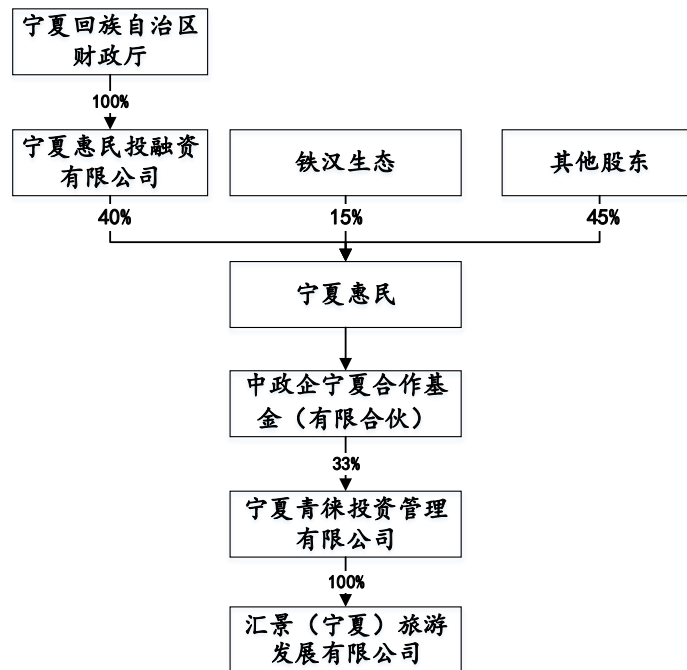 宁夏回族自治区
财政厅
100%
宁夏惠民投融资
有限公司
铁汉生态
其他股东
40%
15%
45%
宁夏惠民
中政企宁夏合作基
金（有限合伙）
33%
宁夏青徕投资管理
有限公司
100%
汇景（宁夏）旅游
发展有限公司